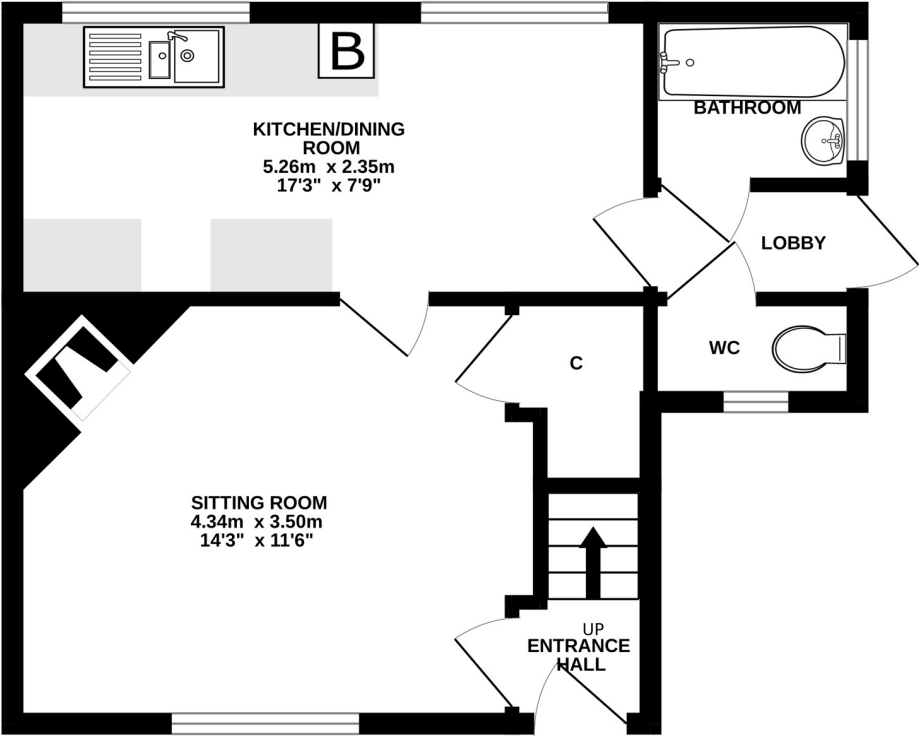 B
KITCHEN/DINING
ROOM
5.26m x 2.35m
17'3" x 7'9"
BATHROOM
LOBBY
WC
C
SITTING ROOM
4.34m x 3.50m
14'3" x 11'6"
UP
ENTRANCE
HALL